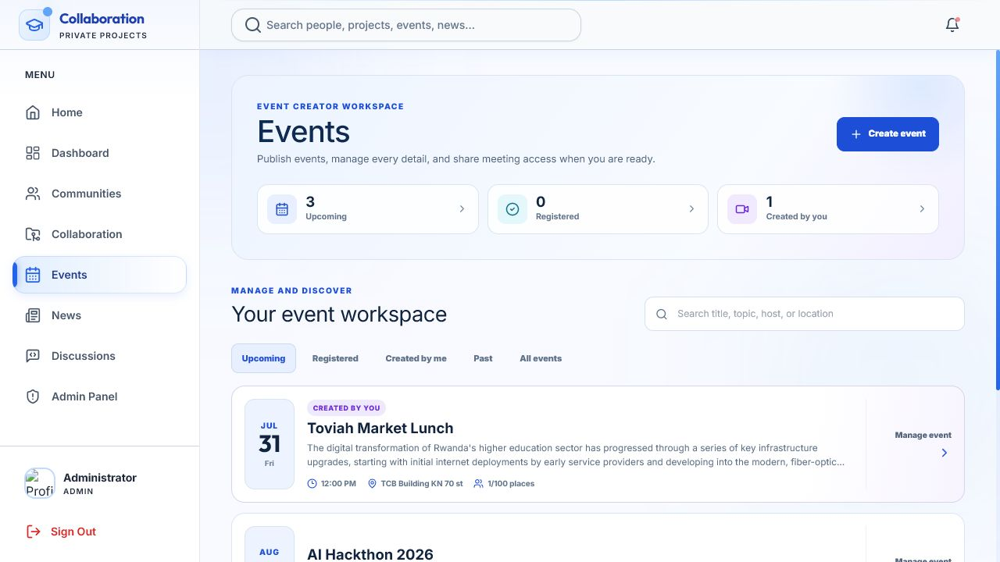 Collaboration
PRIVATE PROJECTS
Search people, projects, events, news...
MENU
Home
Dashboard
Communities
Collaboration
Events
News
Discussions
Admin Panel
Profi
Administrator
ADMIN
Sign Out
EVENT CREATOR WORKSPACE
Events
Publish events, manage every detail, and share meeting access when you are ready.
Create event
3
Upcoming
0
Registered
1
Created by you
MANAGE AND DISCOVER
Your event workspace
Search title, topic, host, or location
Upcoming
Registered
Created by me
Past
All events
JUL
31
Fri
CREATED BY YOU
Toviah Market Lunch
The digital transformation of Rwanda's higher education sector has progressed through a series of key infrastructure
upgrades, starting with initial internet deployments by early service providers and developing into the modern, fiber-optic...
12:00 PM
TCB Building KN 70 st
1/100 places
Manage event
AUG
AI Hackthon 2026
Manage event